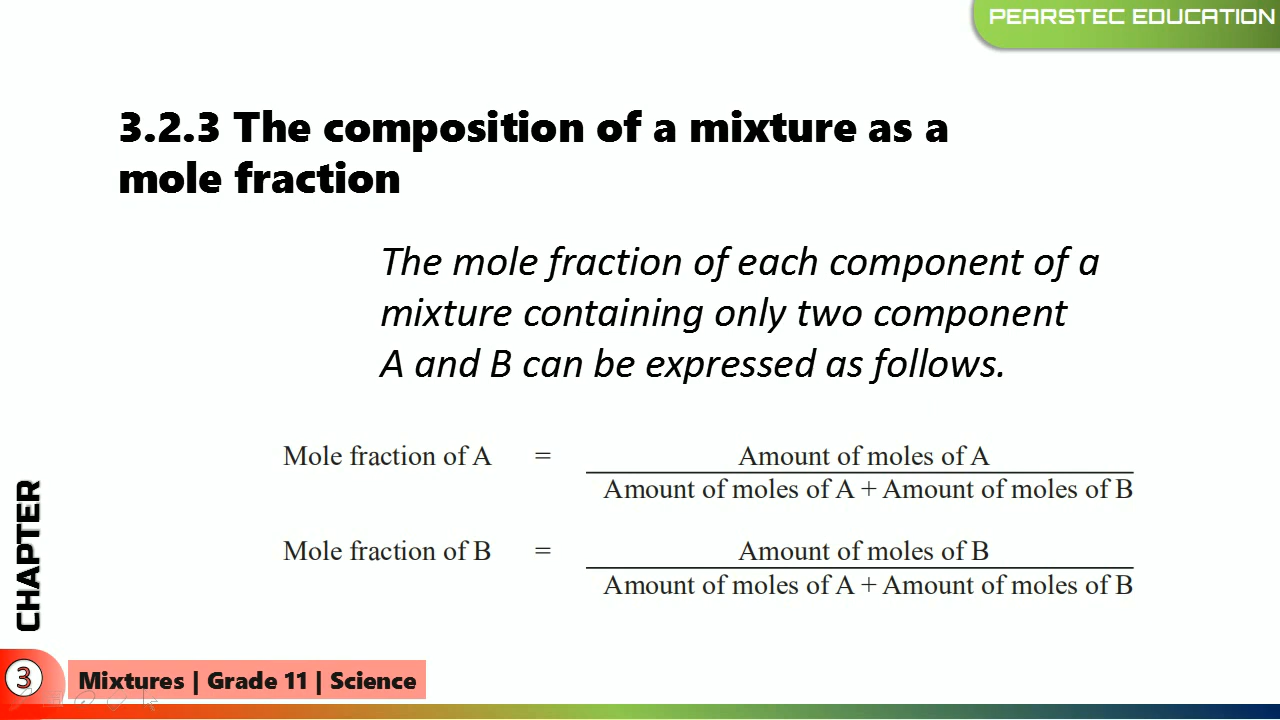 PEARSTEC EDUCATION
3.2.3 The composition of a mixture as a
mole fraction
The mole fraction of each component of a
mixture containing only two component
A and B can be expressed as follows.
Mole fraction of A = Amount of moles of A
Amount of moles of A + Amount of moles of B
Mole fraction of B = Amount of moles of B
Amount of moles of A + Amount of moles of B
CHAPTER
3
Mixtures | Grade 11 | Science